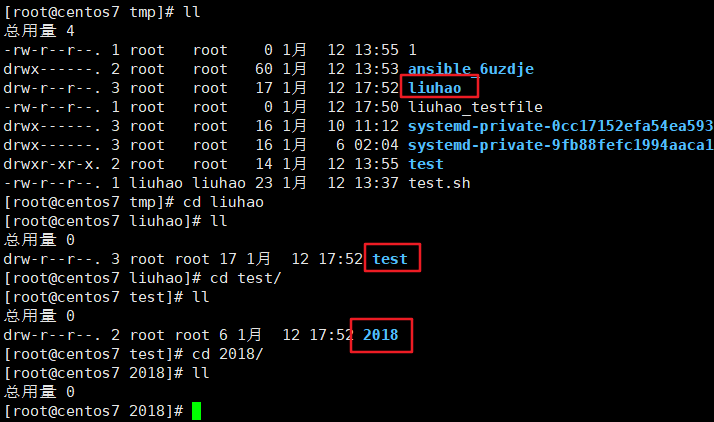 [root@centos7 tmp]# ll
总用量 4
-rw-r--r--. 1 root   root    0 1月  12 13:55 1
drwx------. 2 root   root   60 1月  12 13:53 ansible_6uzdje
drw-r--r--. 3 root   root   17 1月  12 17:52 liuhao
-rw-r--r--. 1 root   root    0 1月  12 17:50 liuhao_testfile
drwx------. 3 root   root   16 1月  10 11:12 systemd-private-0cc17152efa54ea593
drwx------. 3 root   root   16 1月   6 02:04 systemd-private-9fb88fefc1994aaca1
drwxr-xr-x. 2 root   root   14 1月  12 13:55 test
-rw-r--r--. 1 liuhao liuhao 23 1月  12 13:37 test.sh
[root@centos7 tmp]# cd liuhao
[root@centos7 liuhao]# ll
总用量 0
drw-r--r--. 3 root root 17 1月  12 17:52 test
[root@centos7 liuhao]# cd test/
[root@centos7 test]# ll
总用量 0
drw-r--r--. 2 root root 6 1月  12 17:52 2018
[root@centos7 test]# cd 2018/
[root@centos7 2018]# ll
总用量 0
[root@centos7 2018]#